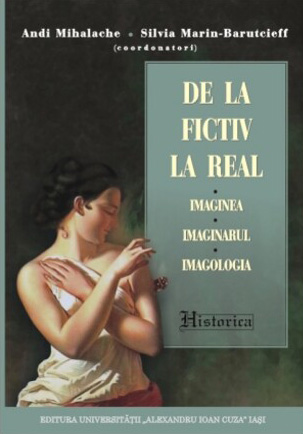 Andi Mihalache • Silvia Marin-Barutcieff
(coordonatori)
DE LA
FICTIV
LA REAL
• IMAGINEA
• IMAGINARUL
• IMAGOLOGIA
Historica
EDITURA UNIVERSITĂȚII „ALEXANDRU IOAN CUZA” IAȘI